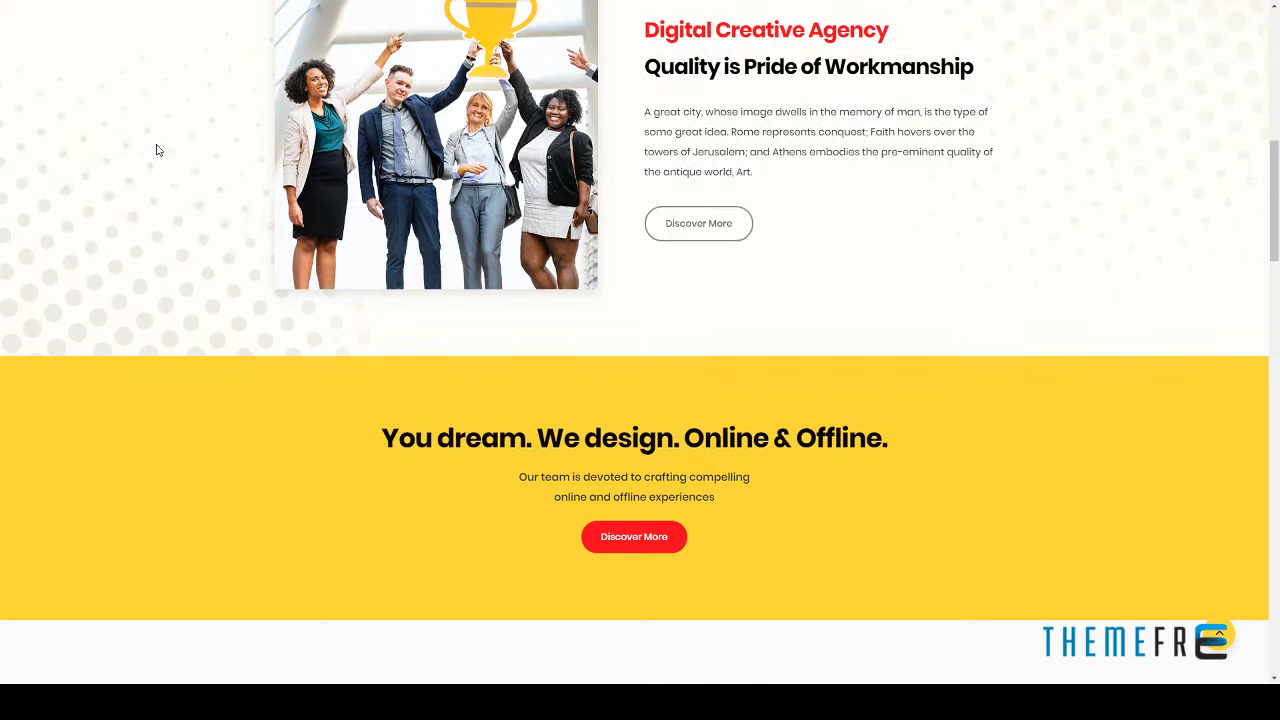 Digital Creative Agency
Quality is Pride of Workmanship
A great city, whose image dwells in the memory of man, is the type of
some great idea. Rome represents conquest; Faith hovers over the
towers of Jerusalem; and Athens embodies the pre-eminent quality of
the antique world, Art.
Discover More
You dream. We design. Online & Offline.
Our team is devoted to crafting compelling
online and offline experiences
Discover More
THEMEFRE